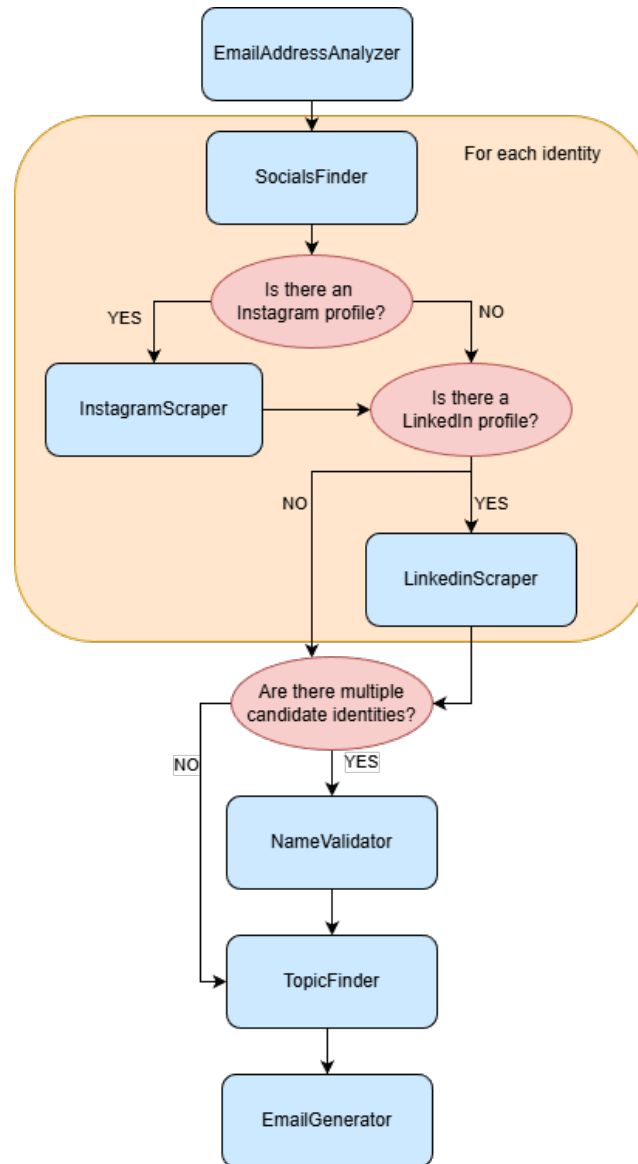 EmailAddressAnalyzer
For each identity
SocialsFinder
Is there an
Instagram profile?
YES
NO
InstagramScraper
Is there a
LinkedIn profile?
NO
YES
LinkedinScraper
Are there multiple
candidate identities?
NO
YES
NameValidator
TopicFinder
EmailGenerator